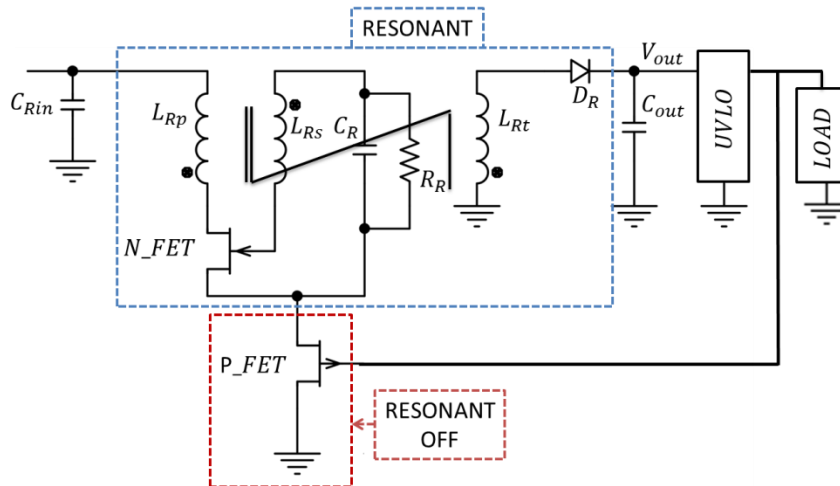 RESONANT
V_out
C_Rin
L_Rp
L_Rs
C_R
R_R
L_Rt
D_R
C_out
UVLO
LOAD
N_FET
P_FET
RESONANT
OFF